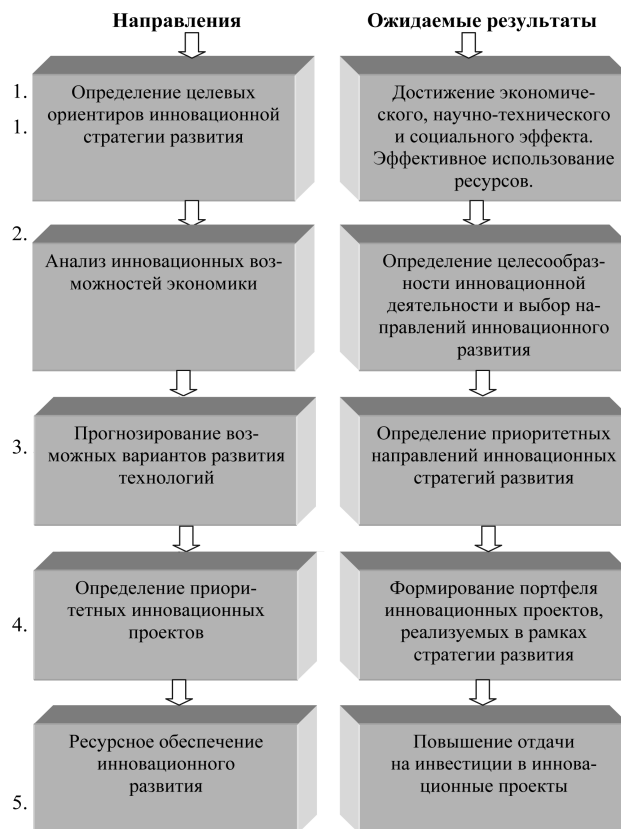 Направления
Ожидаемые результаты
1.
1.
Определение целевых
ориентиров инновационной
стратегии развития
Достижение экономиче-
ского, научно-технического
и социального эффекта.
Эффективное использование
ресурсов.
2.
Анализ инновационных воз-
можностей экономики
Определение целесообраз-
ности инновационной
деятельности и выбор на-
правлений инновационного
развития
3.
Прогнозирование воз-
можных вариантов развития
технологий
Определение приоритетных
направлений инновационных
стратегий развития
4.
Определение приори-
тетных инновационных
проектов
Формирование портфеля
инновационных проектов,
реализуемых в рамках
стратегии развития
5.
Ресурсное обеспечение
инновационного
развития
Повышение отдачи
на инвестиции в иннова-
ционные проекты